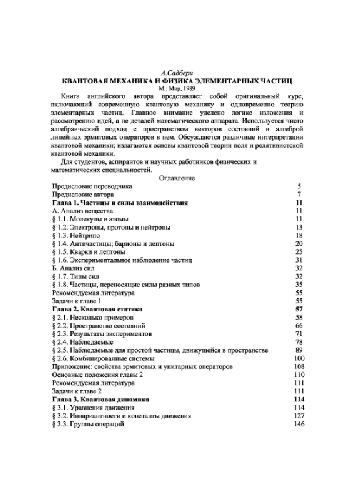 А.Садбери
КВАНТОВАЯ МЕХАНИКА И ФИЗИКА ЭЛЕМЕНТАРНЫХ ЧАСТИЦ
М.: Мир, 1989
Книга английского автора представляет собой оригинальный курс,
включающий современную квантовую механику и одновременно теорию
элементарных частиц. Главное внимание уделено логике изложения и
рассмотрению идей, а не деталей математического аппарата. Используется чисто
алгебраический подход с пространством векторов состояний и алгеброй
линейных эрмитовых операторов в нем. Обсуждаются различные интерпретации
квантовой механики; излагаются основы квантовой теории поля и релятивистской
квантовой механики.
Для студентов, аспирантов и научных работников физических и
математических специальностей.
Оглавление
Предисловие переводчика 5
Предисловие автора 7
Глава 1. Частицы и силы взаимодействия 11
А. Анализ вещества 11
§ 1.1. Молекулы и атомы 11
§ 1.2. Электроны, протоны и нейтроны 13
§ 1.3. Нейтрино 18
§ 1.4. Античастицы; барионы и лептоны 20
§ 1.5. Кварки и лептоны 25
§ 1.6. Экспериментальное наблюдение частиц 31
Б. Анализ сил 32
§ 1.7. Типы сил 32
§ 1.8. Частицы, переносящие силы разных типов 35
Рекомендуемая литература 55
Задачи к главе 1 55
Глава 2. Квантовая статика 57
§ 2.1. Несколько примеров 58
§ 2.2. Пространство состояний 66
§ 2.3. Результаты экспериментов 71
§ 2.4. Наблюдаемые 78
§ 2.5. Наблюдаемые для простой частицы, движущейся в пространстве 89
§ 2.6. Комбинированные системы 100
Приложение: свойства эрмитовых и унитарных операторов 108
Основные положения главы 2 110
Рекомендуемая литература 111
Задачи к главе 2 111
Глава 3. Квантовая динамика 114
§ 3.1. Уравнения движения 114
§ 3.2. Инвариантности и константы движения 127
§ 3.3. Группы операций 146